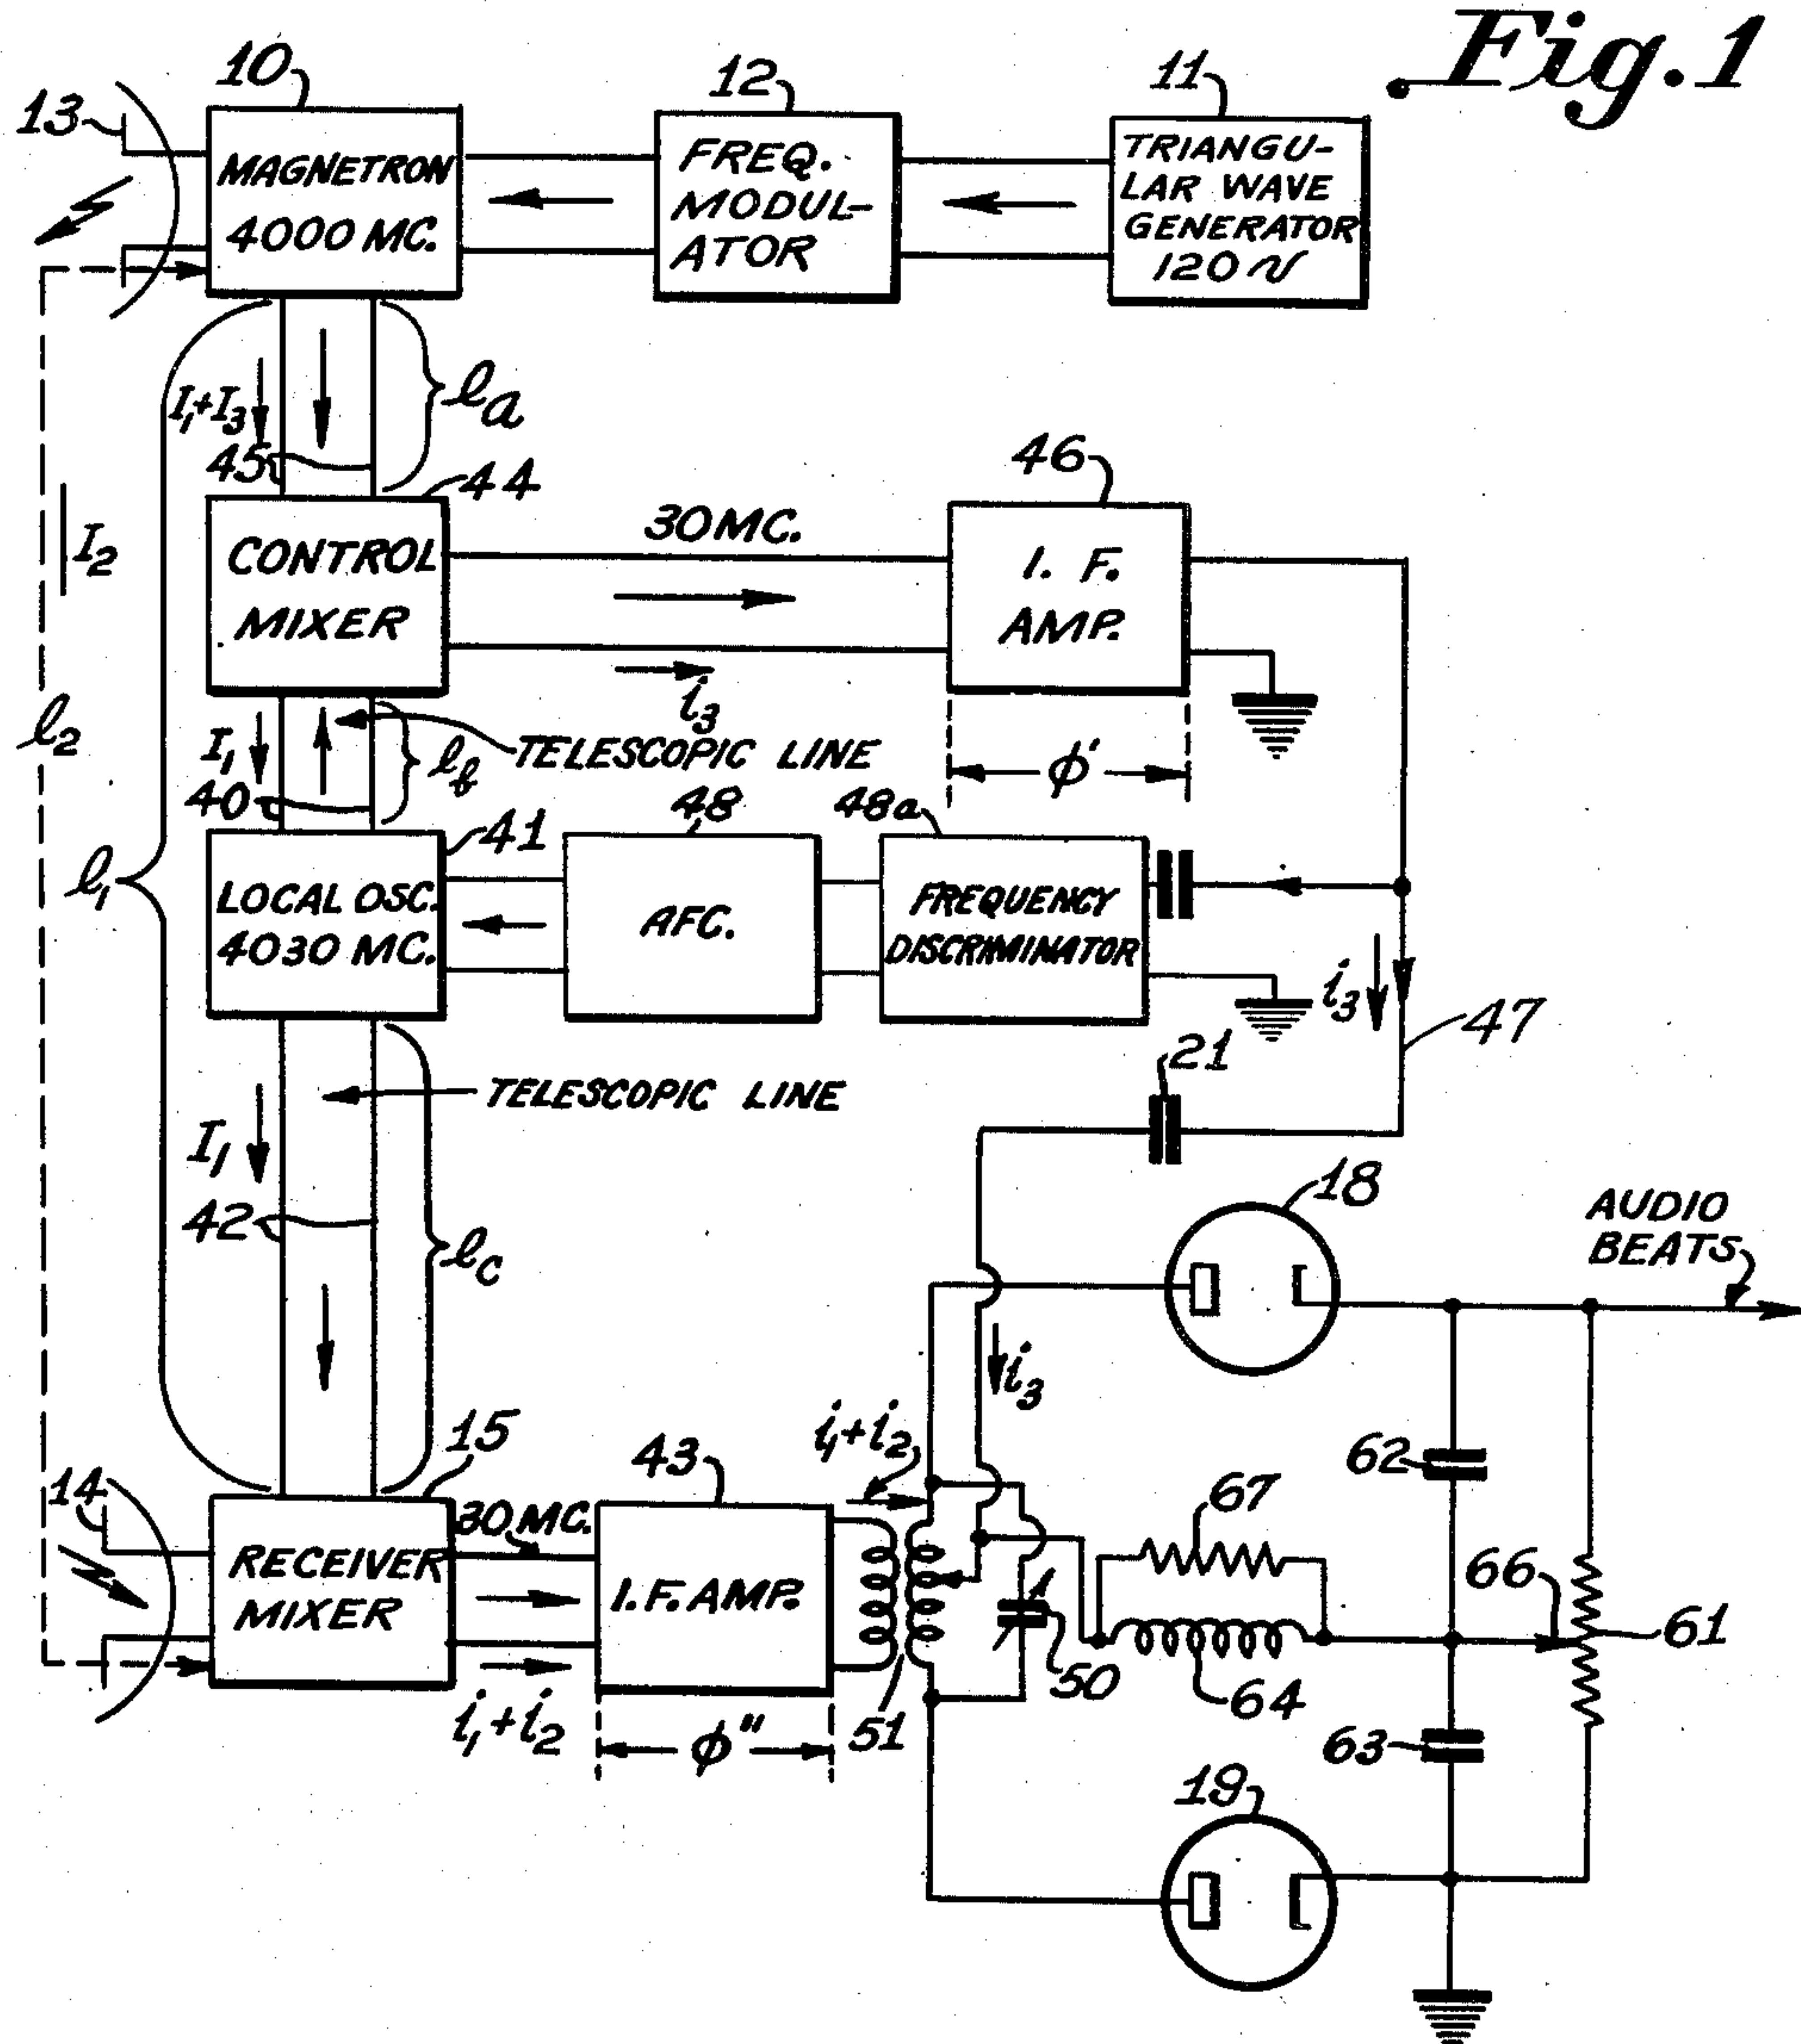 Fig. 1
10
12
11
13
MAGNETRON
4000 MC.
FREQ.
MODUL-
ATOR
TRIANGU-
LAR WAVE
GENERATOR
120 ~
I₁+I₃
la
45
44
46
I₂
CONTROL
MIXER
30 MC.
I. F.
AMP.
i₃
l₂
I₁
lb
TELESCOPIC LINE
ϕ'
40
48
48a
41
l₁
LOCAL OSC.
4030 MC.
AFC.
FREQUENCY
DISCRIMINATOR
i₃
47
21
TELESCOPIC LINE
I₁
18
AUDIO
BEATS
42
lc
i₃
15
43
i₁+i₂
62
14
67
30 MC.
RECEIVER
MIXER
I.F. AMP.
66
61
50
64
i₁+i₂
ϕ"
51
63
19